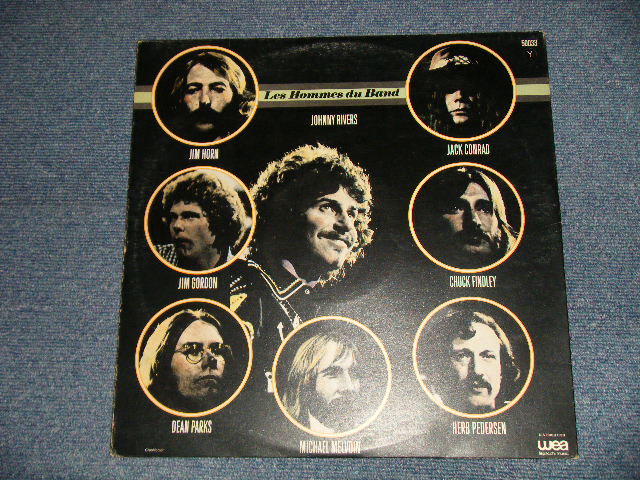 50033
Y
Les Hommes du Band
JOHNNY RIVERS
JIM HORN
JACK CONRAD
JIM GORDON
CHUCK FINDLEY
DEAN PARKS
MICHAEL MELVOIN
HERB PEDERSEN
wea